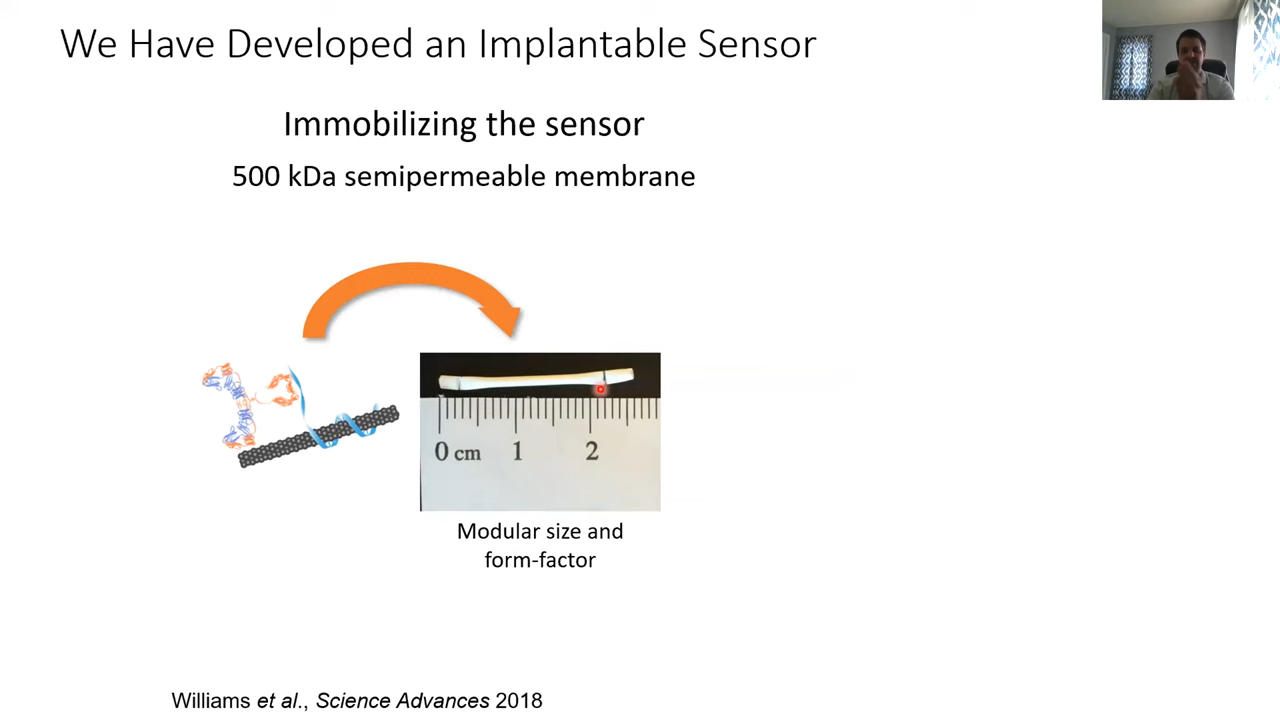 We Have Developed an Implantable Sensor
Immobilizing the sensor
500 kDa semipermeable membrane
0 cm 1 2
Modular size and
form-factor
Williams et al., Science Advances 2018